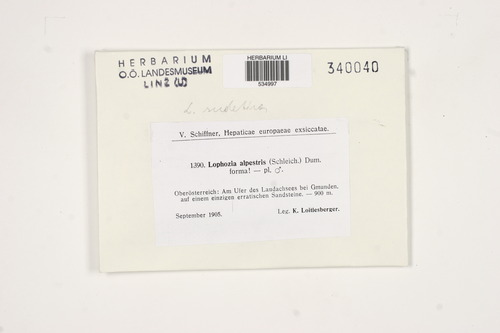 HERBARIUM
O.Ö. LANDESMUSEUM
LINZ (LI)
HERBARIUM LI
534997
340040
L.
V. Schiffner, Hepaticae europaeae exsiccatae.
1390. Lophozia alpestris (Schleich.) Dum.
forma! — pl. ♂.
Oberösterreich: Am Ufer des Landachsees bei Gmunden,
auf einem einzigen erratischen Sandsteine. — 900 m.
September 1905.
Leg. K. Loitlesberger.